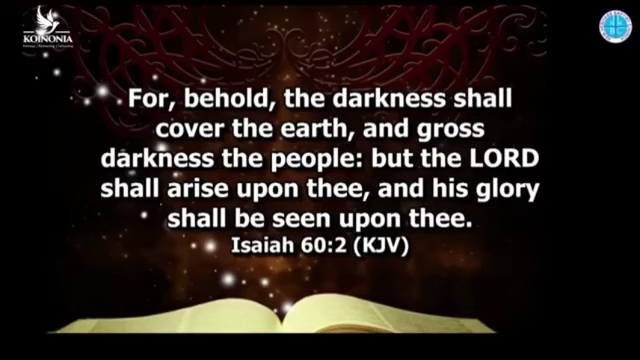 KOINONIA
For, behold, the darkness shall
cover the earth, and gross
darkness the people: but the LORD
shall arise upon thee, and his glory
shall be seen upon thee.
Isaiah 60:2 (KJV)